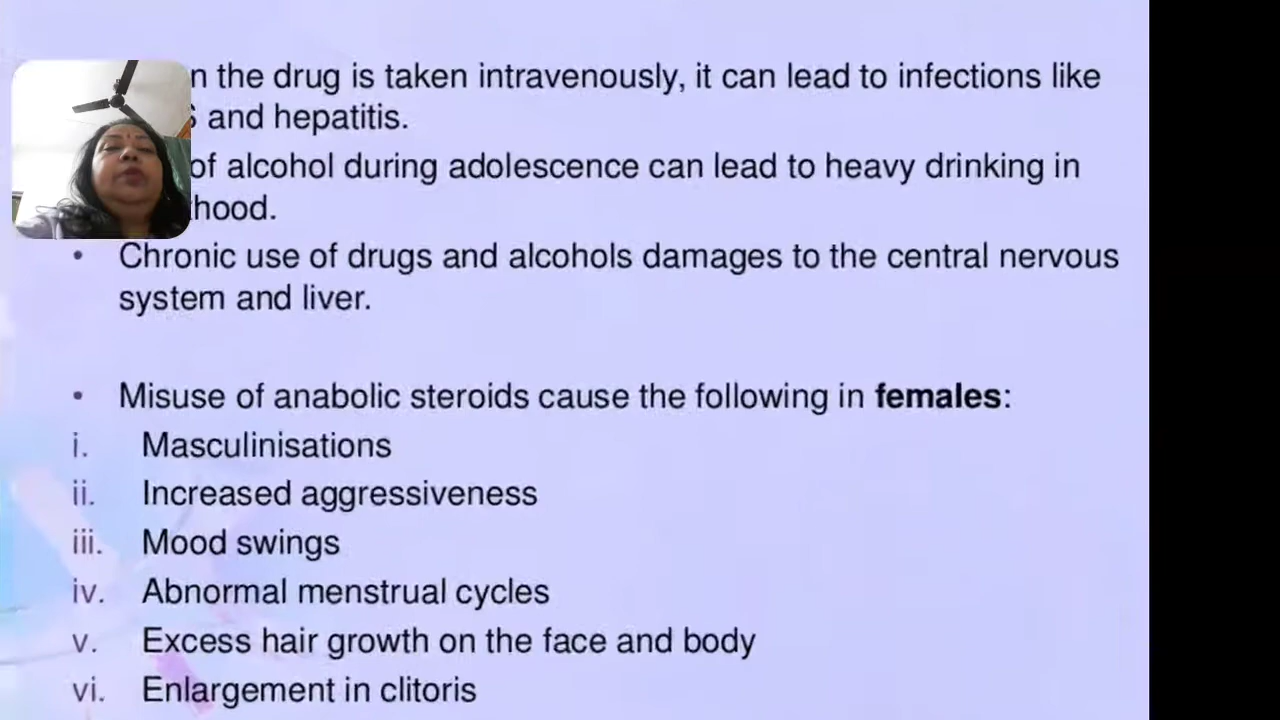 the drug is taken intravenously, it can lead to infections like
and hepatitis.
of alcohol during adolescence can lead to heavy drinking in
• Chronic use of drugs and alcohols damages to the central nervous
system and liver.
• Misuse of anabolic steroids cause the following in females:
i. Masculinisations
ii. Increased aggressiveness
iii. Mood swings
iv. Abnormal menstrual cycles
v. Excess hair growth on the face and body
vi. Enlargement in clitoris